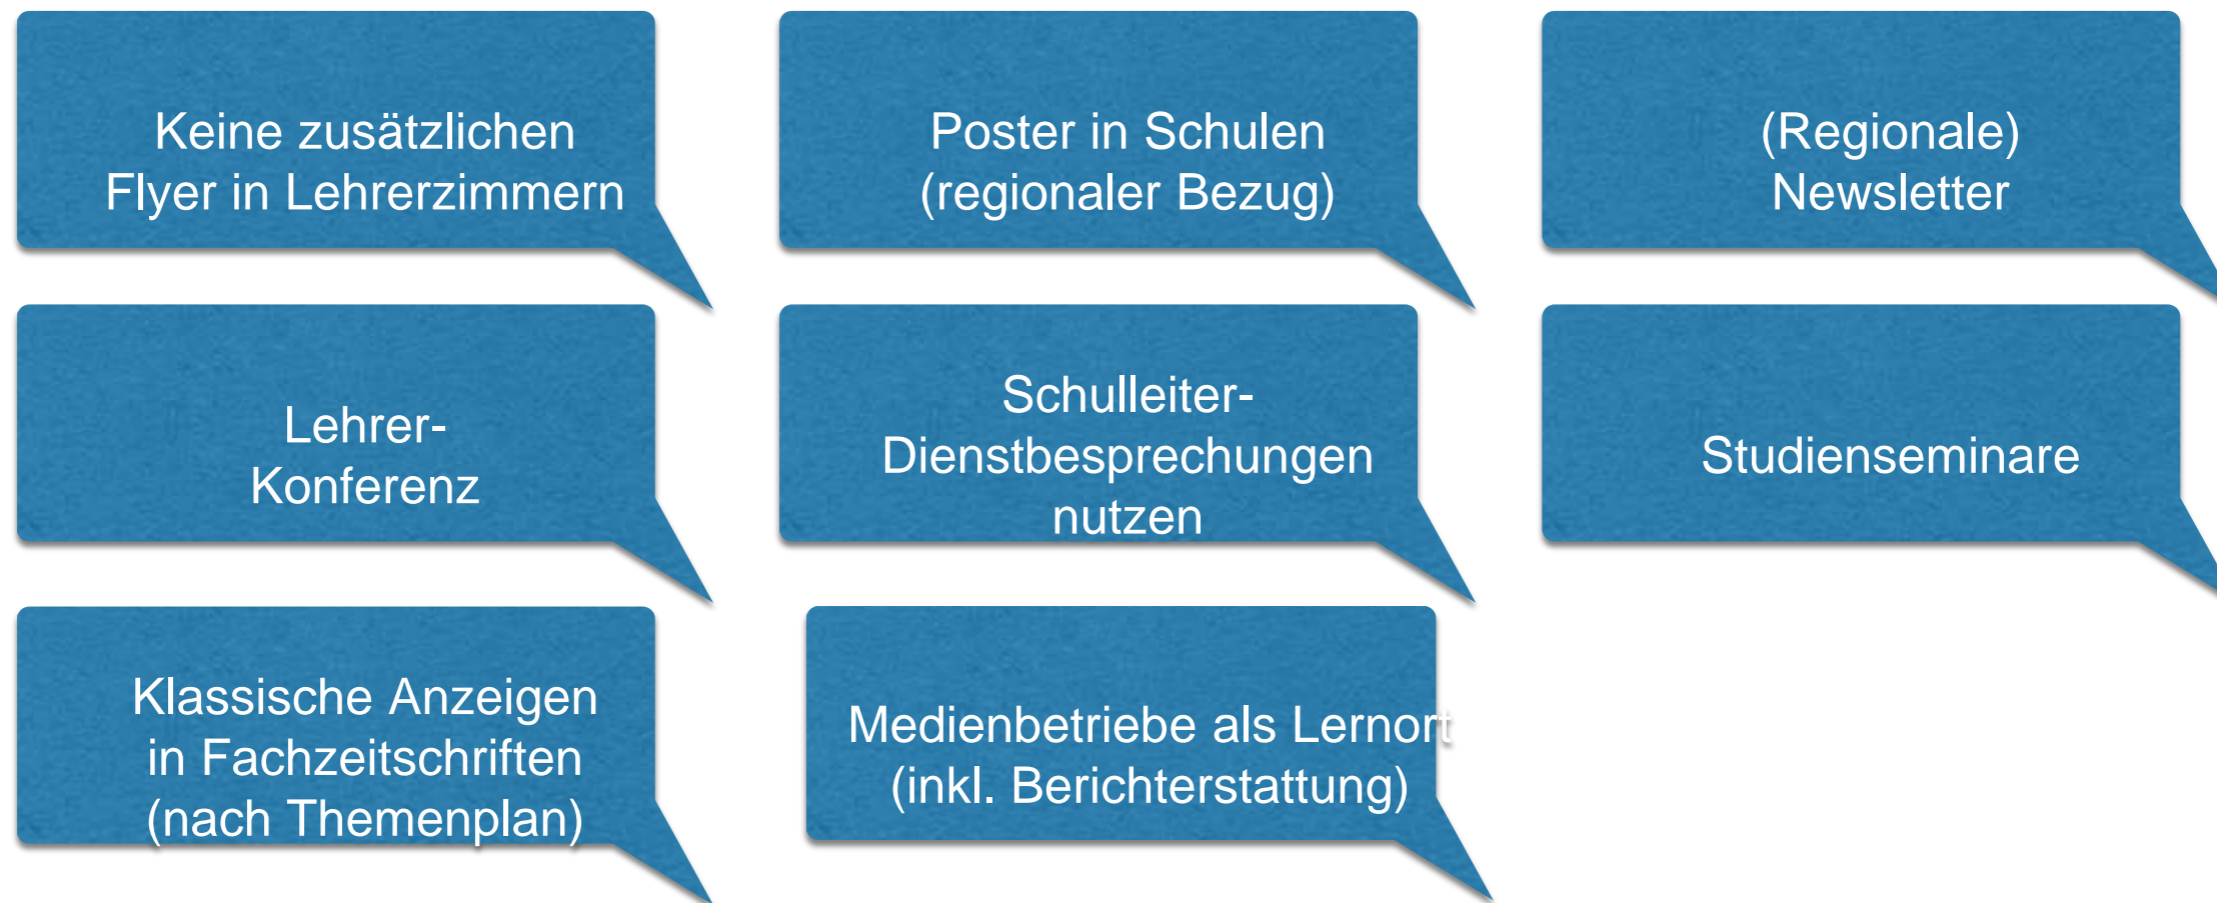 Keine zusätzlichen
Flyer in Lehrerzimmern
Poster in Schulen
(regionaler Bezug)
(Regionale)
Newsletter
Lehrer-
Konferenz
Schulleiter-
Dienstbesprechungen
nutzen
Studienseminare
Klassische Anzeigen
in Fachzeitschriften
(nach Themenplan)
Medienbetriebe als Lernort
(inkl. Berichterstattung)